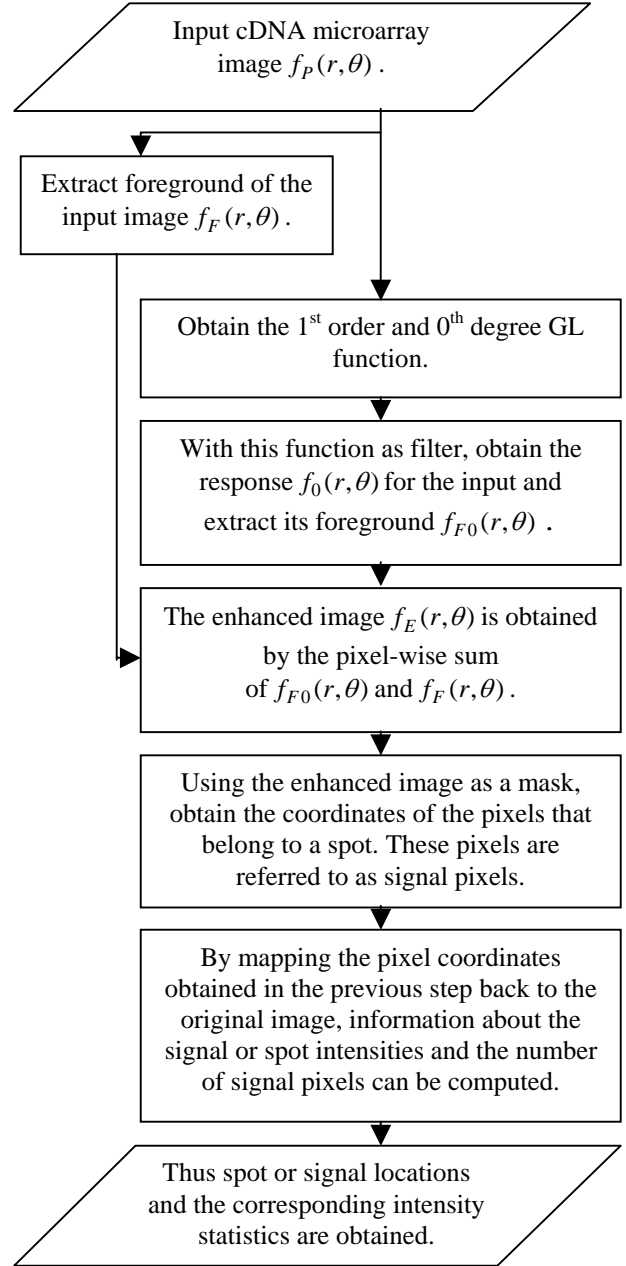 Input cDNA microarray
image f_P(r, θ) .
Extract foreground of the
input image f_F(r, θ) .
Obtain the 1st order and 0th degree GL
function.
With this function as filter, obtain the
response f_0(r, θ) for the input and
extract its foreground f_{F0}(r, θ) .
The enhanced image f_E(r, θ) is obtained
by the pixel-wise sum
of f_{F0}(r, θ) and f_F(r, θ) .
Using the enhanced image as a mask,
obtain the coordinates of the pixels that
belong to a spot. These pixels are
referred to as signal pixels.
By mapping the pixel coordinates
obtained in the previous step back to the
original image, information about the
signal or spot intensities and the number
of signal pixels can be computed.
Thus spot or signal locations
and the corresponding intensity
statistics are obtained.